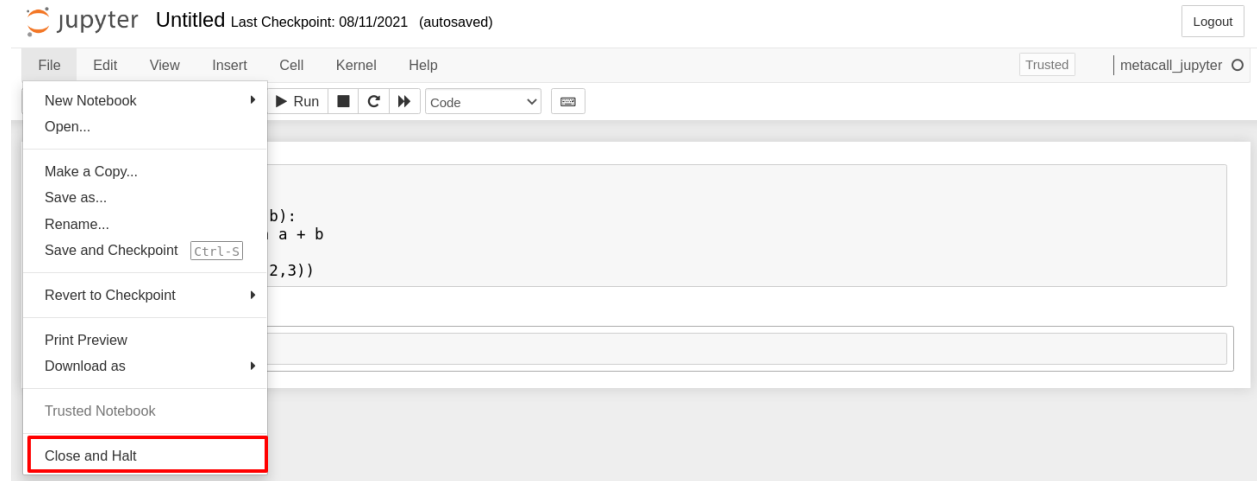 jupyter Untitled Last Checkpoint: 08/11/2021 (autosaved) Logout
File Edit View Insert Cell Kernel Help Trusted metacall_jupyter
Run Code
New Notebook
Open...
Make a Copy...
Save as...
Rename...
Save and Checkpoint Ctrl-S
Revert to Checkpoint
Print Preview
Download as
Trusted Notebook
Close and Halt
b):
a + b
2,3))